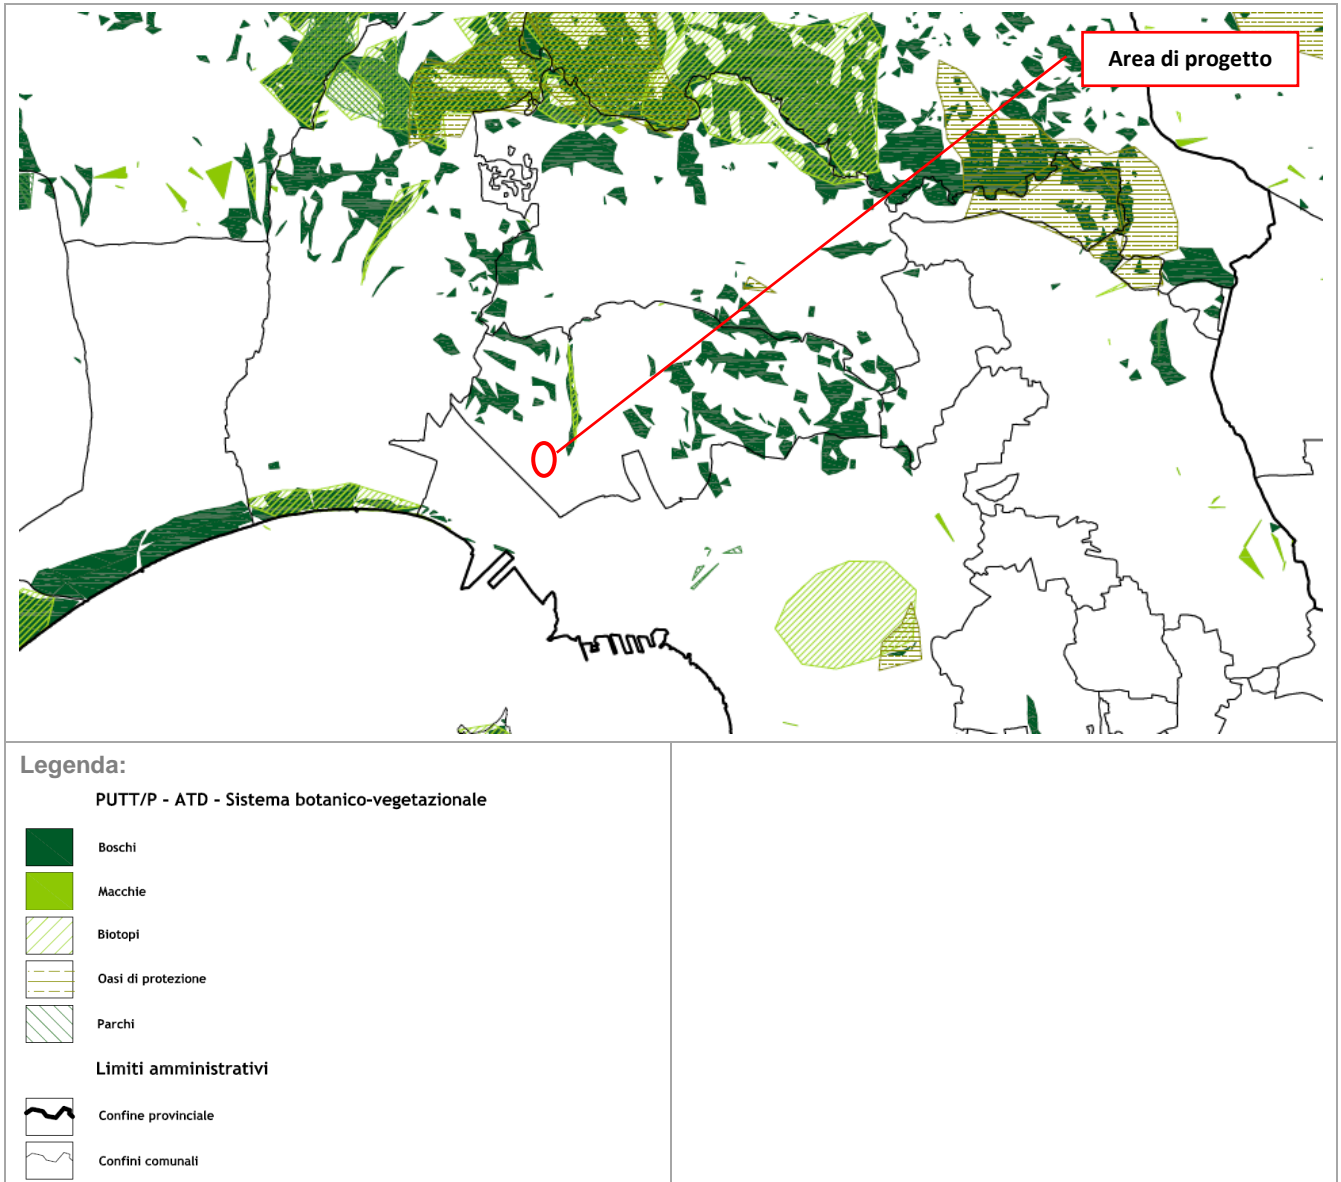 Area di progetto
Legenda:
PUTT/P - ATD - Sistema botanico-vegetazionale
Boschi
Macchie
Biotopi
Oasi di protezione
Parchi
Limiti amministrativi
Confine provinciale
Confini comunali